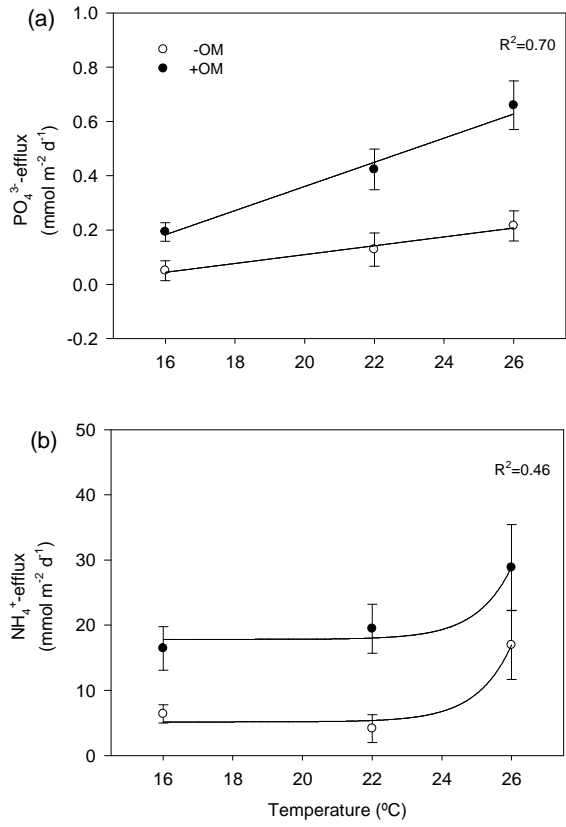 (a)
1.0
0.8
0.6
0.4
0.2
0.0
-0.2
PO₄³⁻-efflux
(mmol m⁻² d⁻¹)
-OM
+OM
R²=0.70
16 18 20 22 24 26
(b)
50
40
30
20
10
0
NH₄⁺-efflux
(mmol m⁻² d⁻¹)
R²=0.46
16 18 20 22 24 26
Temperature (ºC)